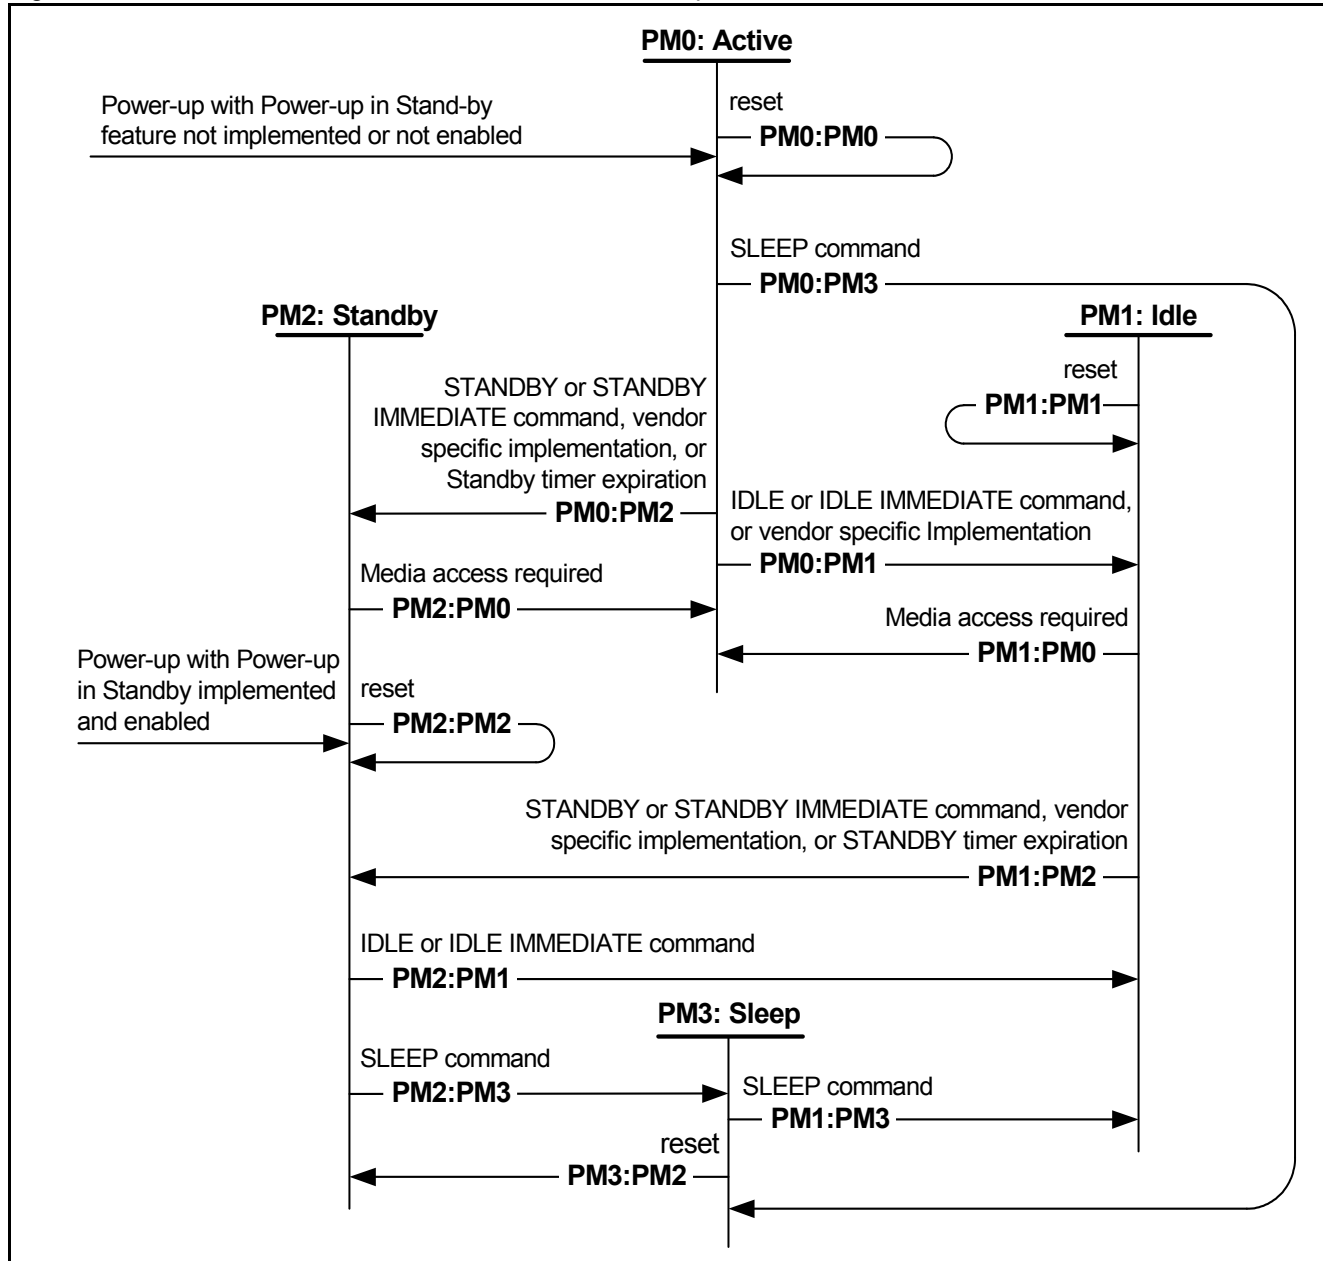 PM0: Active
Power-up with Power-up in Stand-by
feature not implemented or not enabled
reset
PM0:PM0
SLEEP command
PM0:PM3
PM2: Standby
PM1: Idle
reset
PM1:PM1
STANDBY or STANDBY
IMMEDIATE command, vendor
specific implementation, or
Standby timer expiration
PM0:PM2
IDLE or IDLE IMMEDIATE command,
or vendor specific Implementation
PM0:PM1
Media access required
PM2:PM0
Media access required
PM1:PM0
Power-up with Power-up
in Standby implemented
and enabled
reset
PM2:PM2
STANDBY or STANDBY IMMEDIATE command, vendor
specific implementation, or STANDBY timer expiration
PM1:PM2
IDLE or IDLE IMMEDIATE command
PM2:PM1
PM3: Sleep
SLEEP command
PM2:PM3
SLEEP command
PM1:PM3
reset
PM3:PM2